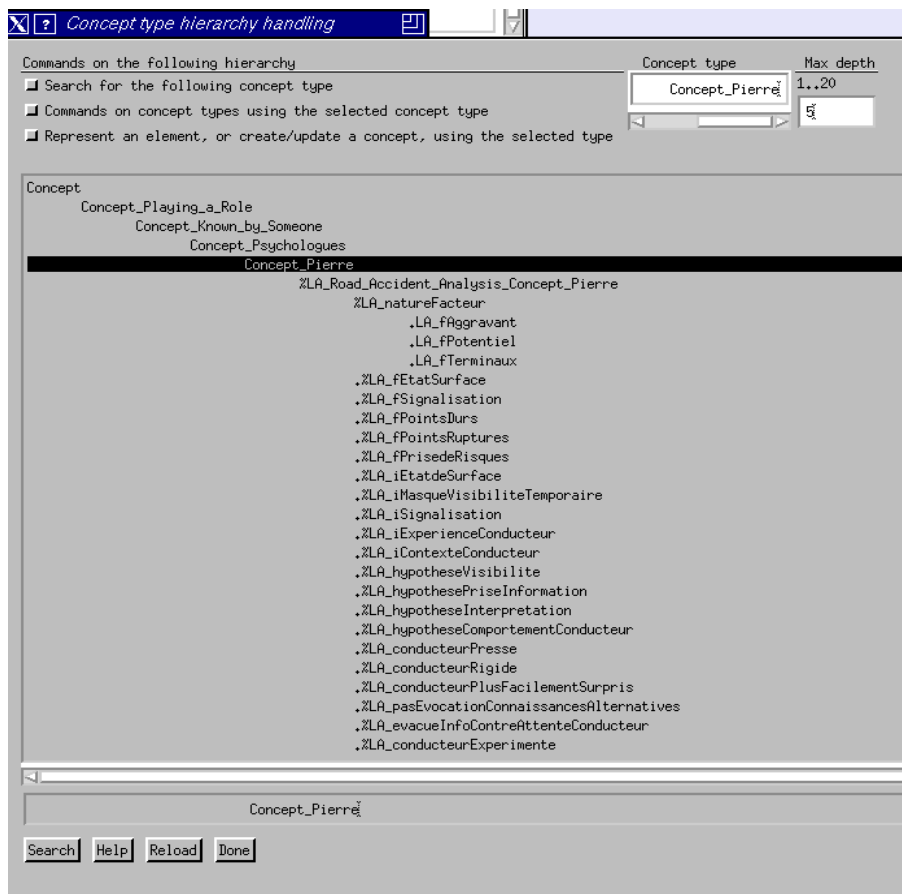 X ? Concept type hierarchy handling
Commands on the following hierarchy Concept type Max depth
Search for the following concept type Concept_Pierre 1..20
Commands on concept types using the selected concept type 5
Represent an element, or create/update a concept, using the selected type
Concept
Concept_Playing_a_Role
Concept_Known_by_Someone
Concept_Psychologues
Concept_Pierre
%LA_Road_Accident_Analysis_Concept_Pierre
%LA_natureFacteur
.LA_fAggravant
.LA_fPotentiel
.LA_fTerminaux
.%LA_fEtatSurface
.%LA_fSignalisation
.%LA_fPointsDurs
.%LA_fPointsRuptures
.%LA_fPrisedeRisques
.%LA_iEtatdeSurface
.%LA_iMasqueVisibiliteTemporaire
.%LA_iSignalisation
.%LA_iExperienceConducteur
.%LA_iContexteConducteur
.%LA_hypotheseVisibilite
.%LA_hypothesePriseInformation
.%LA_hypotheseInterpretation
.%LA_hypotheseComportementConducteur
.%LA_conducteurPresse
.%LA_conducteurRigide
.%LA_conducteurPlusFacilementSurpris
.%LA_pasEvocationConnaissancesAlternatives
.%LA_evacueInfoContreAttenteConducteur
.%LA_conducteurExperimente
Concept_Pierre
Search Help Reload Done